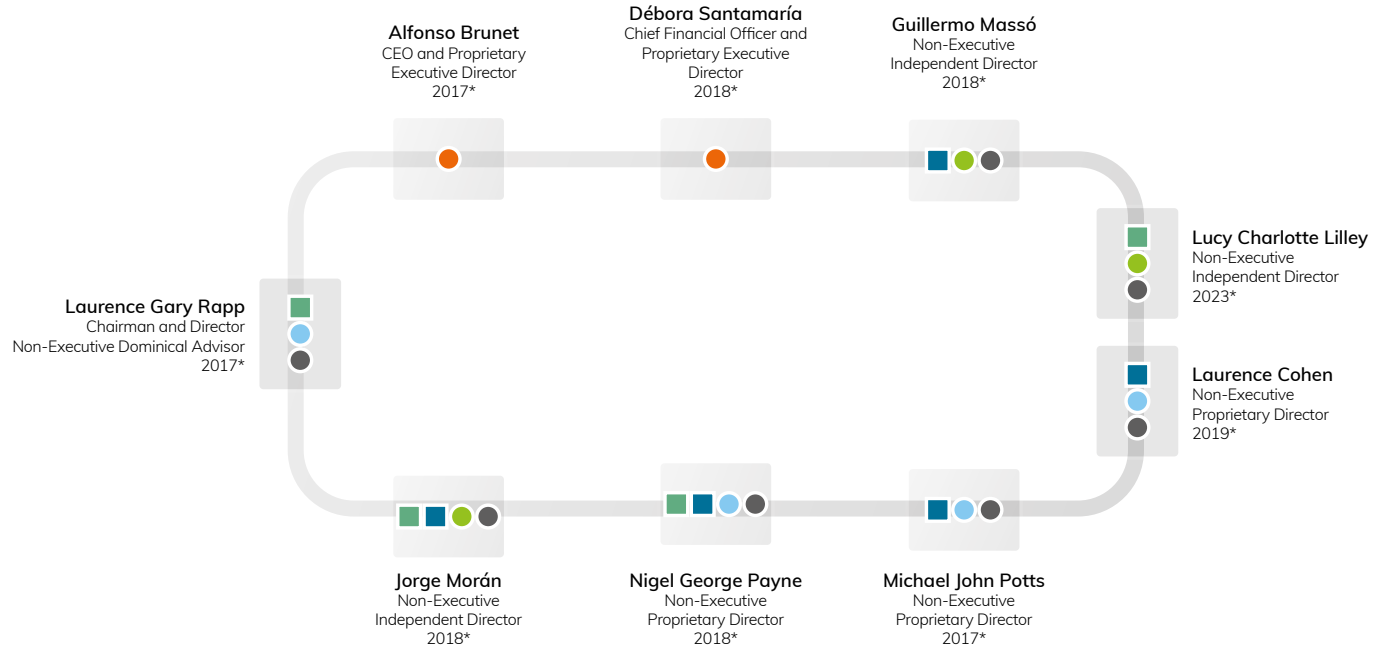 Alfonso Brunet
CEO and Proprietary
Executive Director
2017*
Débora Santamaría
Chief Financial Officer and
Proprietary Executive
Director
2018*
Guillermo Massó
Non-Executive
Independent Director
2018*
Lucy Charlotte Lilley
Non-Executive
Independent Director
2023*
Laurence Gary Rapp
Chairman and Director
Non-Executive Dominical Advisor
2017*
Laurence Cohen
Non-Executive
Proprietary Director
2019*
Jorge Morán
Non-Executive
Independent Director
2018*
Nigel George Payne
Non-Executive
Proprietary Director
2018*
Michael John Potts
Non-Executive
Proprietary Director
2017*